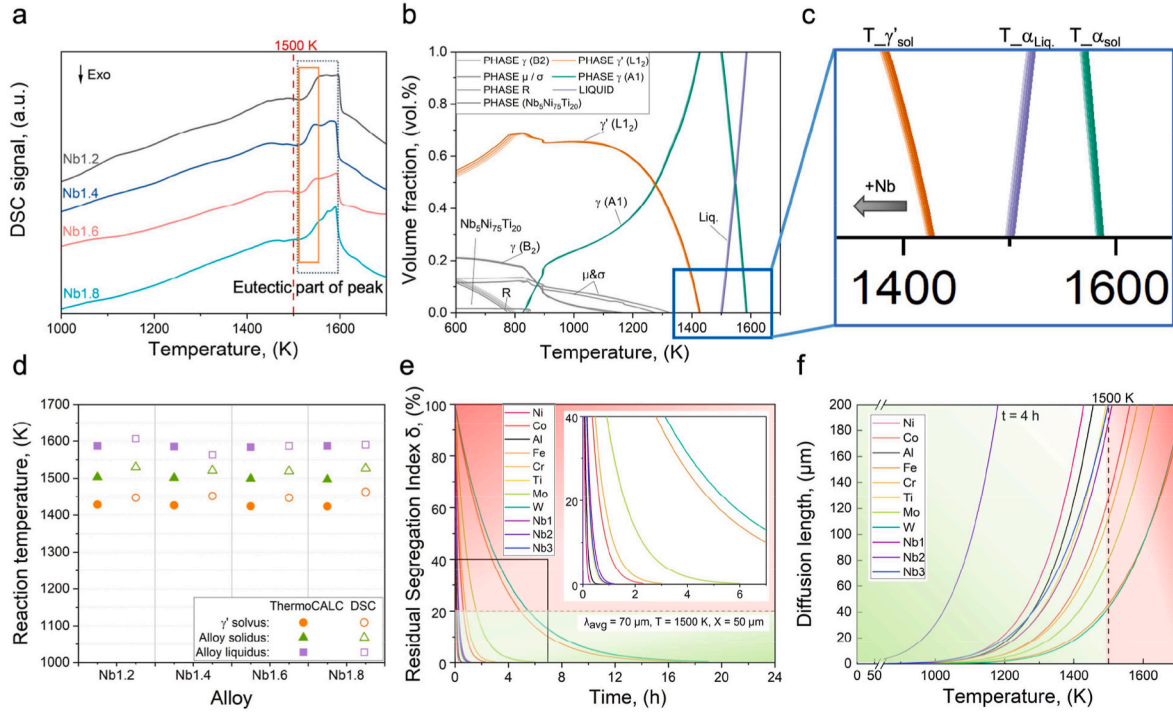 a
1500 K
Exo
DSC signal, (a.u.)
Nb1.2
Nb1.4
Nb1.6
Nb1.8
Eutectic part of peak
1000 1200 1400 1600
Temperature, (K)
b
Volume fraction, (vol.%)
1.0
0.8
0.6
0.4
0.2
0.0
PHASE γ (B2) PHASE γ' (L1₂)
PHASE μ / σ PHASE γ (A1)
PHASE R LIQUID
PHASE (Nb₅Ni₇₅Ti₂₀)
γ' (L1₂)
γ (A1)
Nb₅Ni₇₅Ti₂₀
γ (B₂)
Liq.
μ&σ
R
600 800 1000 1200 1400 1600
Temperature, (K)
c
T_γ'sol T_αLiq. T_αsol
+Nb
1400 1600
d
Reaction temperature, (K)
1700
1600
1500
1400
1300
1200
1100
1000
ThermoCALC DSC
γ' solvus:
Alloy solidus:
Alloy liquidus:
Nb1.2 Nb1.4 Nb1.6 Nb1.8
Alloy
e
Residual Segregation Index δ, (%)
100
80
60
40
20
0
Ni
Co
Al
Fe
Cr
Ti
Mo
W
Nb1
Nb2
Nb3
40
20
0
0 2 4 6
λavg = 70 μm, T = 1500 K, X = 50 μm
0 4 8 12 16 20 24
Time, (h)
f
1500 K
t = 4 h
Diffusion length, (μm)
200
180
160
140
120
100
80
60
40
20
0
Ni
Co
Al
Fe
Cr
Ti
Mo
W
Nb1
Nb2
Nb3
0 50 1000 1200 1400 1600
Temperature, (K)